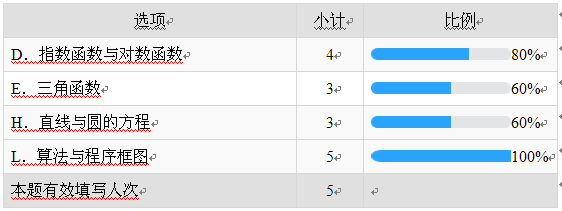 选项 小计 比例
D．指数函数与对数函数 4 80%
E．三角函数 3 60%
H．直线与圆的方程 3 60%
L．算法与程序框图 5 100%
本题有效填写人次 5